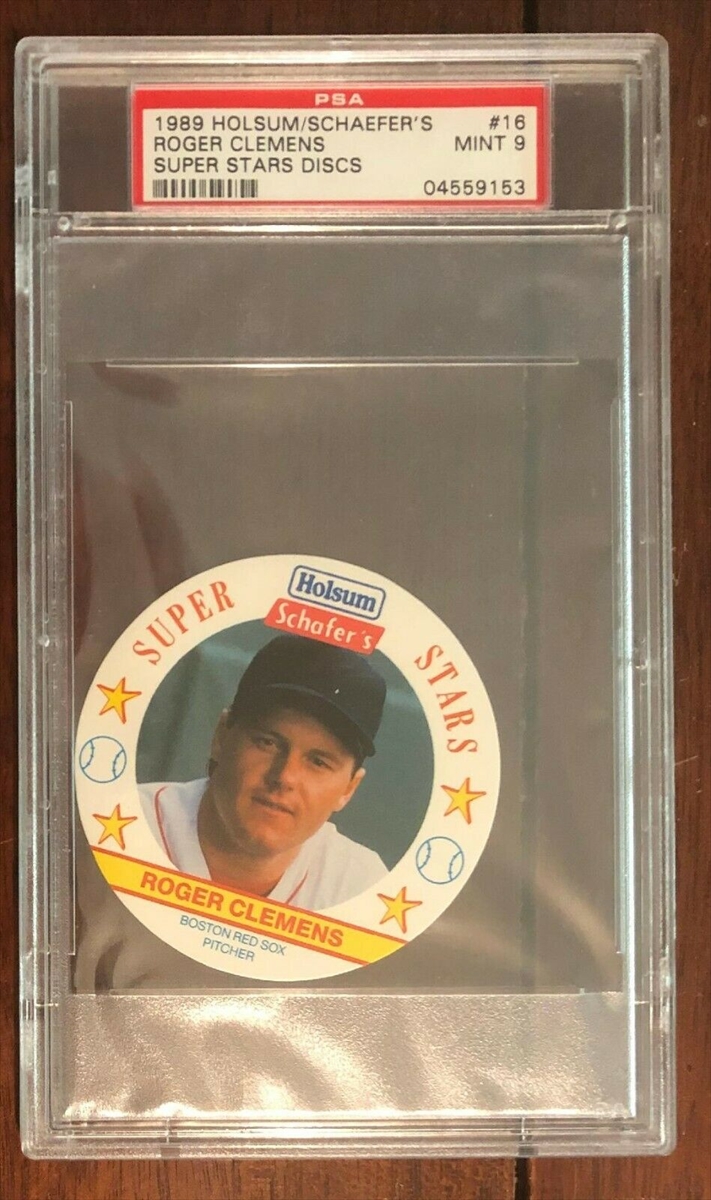 PSA
1989 HOLSUM/SCHAEFER'S #16
ROGER CLEMENS MINT 9
SUPER STARS DISCS
04559153
Holsum
Schafer's
SUPER STARS
ROGER CLEMENS
BOSTON RED SOX
PITCHER